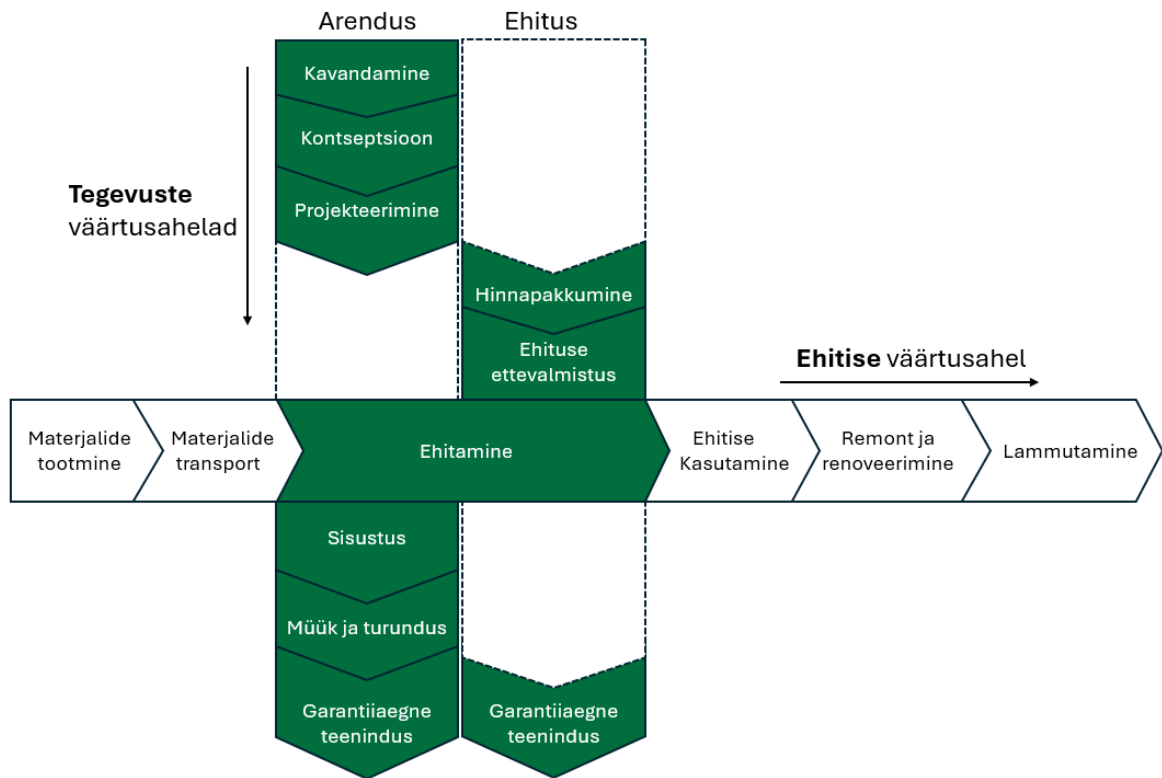 Arendus
Ehitus
Kavandamine
Kontseptsioon
Projekteerimine
Tegevuste
väärtusahelad
Hinnapakkumine
Ehituse
ettevalmistus
Ehitise väärtusahel
Materjalide
tootmine
Materjalide
transport
Ehitamine
Ehitise
Kasutamine
Remont ja
renoveerimine
Lammutamine
Sisustus
Müük ja turundus
Garantiiaegne
teenindus
Garantiiaegne
teenindus